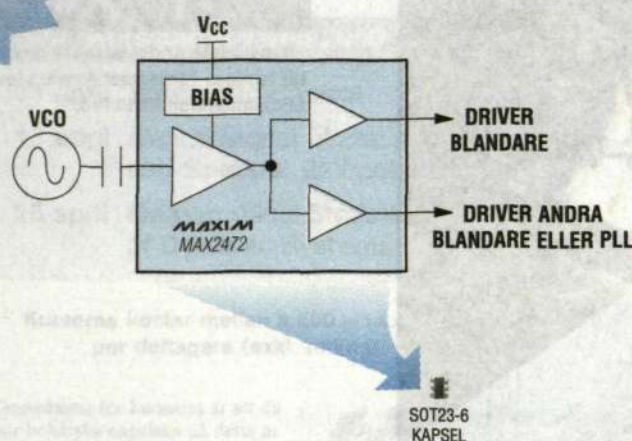 Vcc
BIAS
VCO
DRIVER
BLANDARE
DRIVER ANDRA
BLANDARE ELLER PLL
MAXIM
MAX2472
SOT23-6
KAPSEL